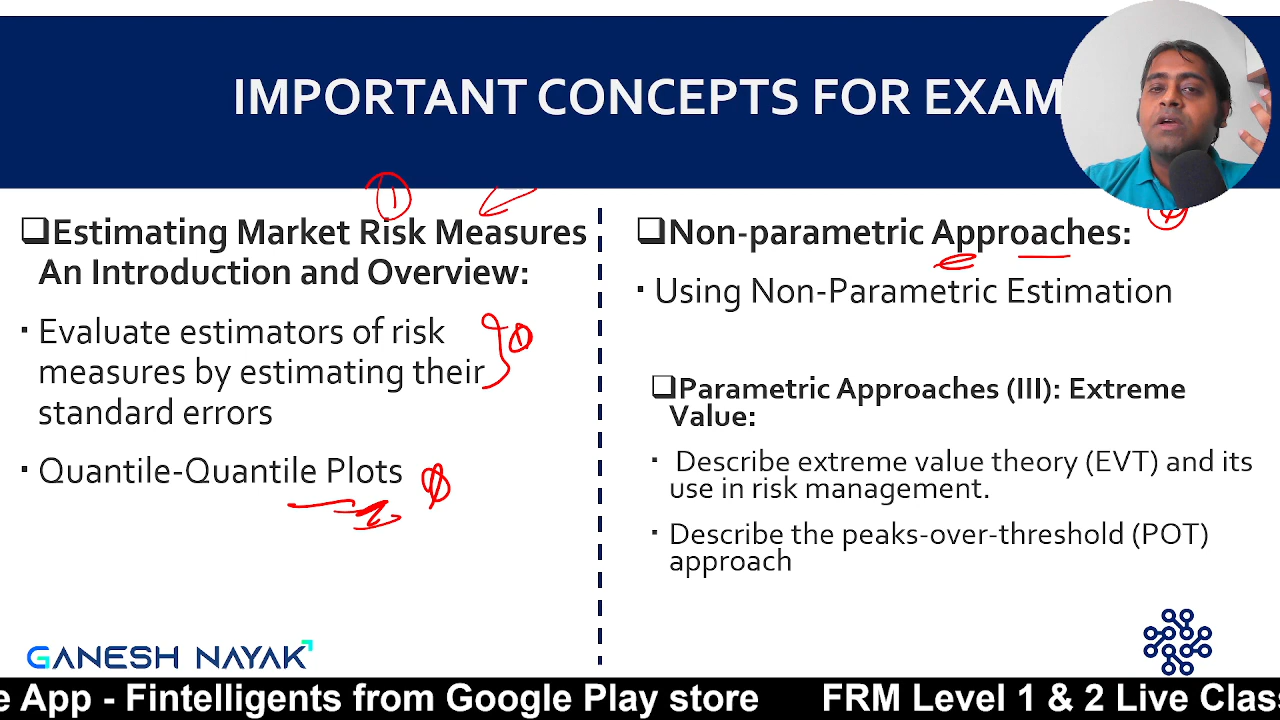 IMPORTANT CONCEPTS FOR EXAM
❑Estimating Market Risk Measures
An Introduction and Overview:
▪ Evaluate estimators of risk
measures by estimating their
standard errors
▪ Quantile-Quantile Plots
❑Non-parametric Approaches:
▪ Using Non-Parametric Estimation
❑Parametric Approaches (III): Extreme
Value:
▪ Describe extreme value theory (EVT) and its
use in risk management.
▪ Describe the peaks-over-threshold (POT)
approach
GANESH NAYAK
e App - Fintelligents from Google Play store FRM Level 1 & 2 Live Clas